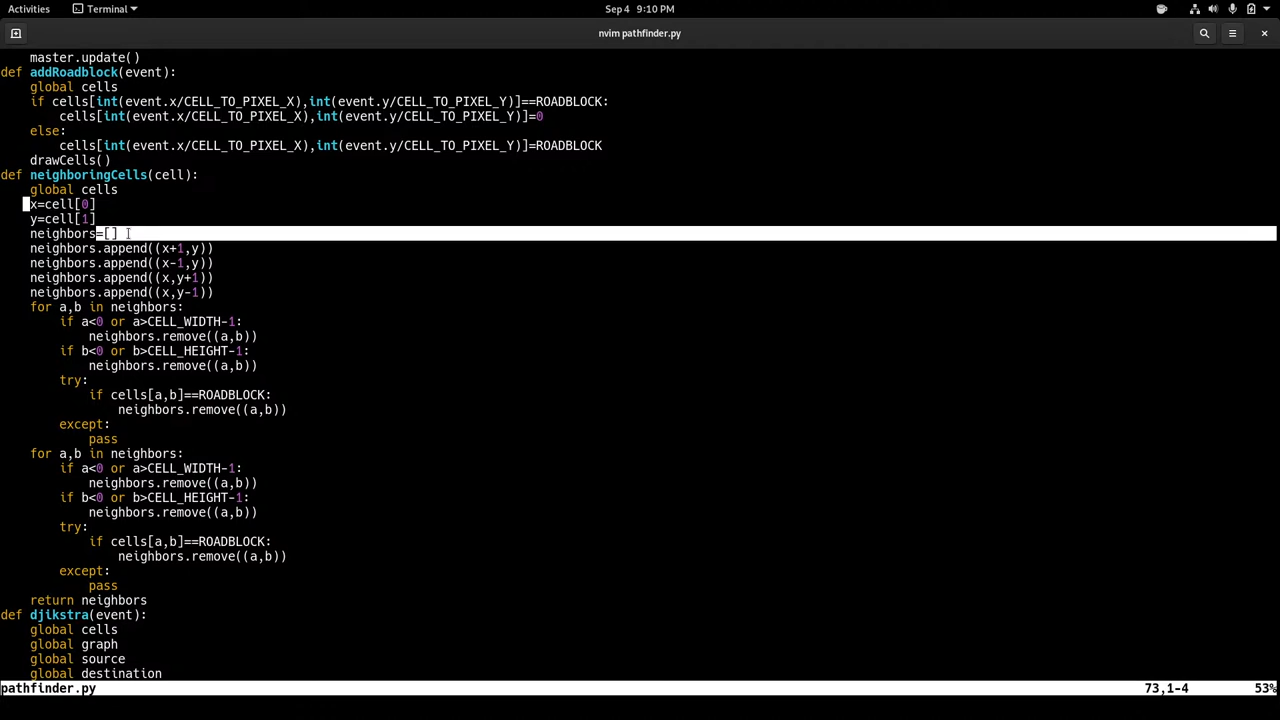 Activities Terminal Sep 4 9:10 PM
nvim pathfinder.py
    master.update()
def addRoadblock(event):
    global cells
    if cells[int(event.x/CELL_TO_PIXEL_X),int(event.y/CELL_TO_PIXEL_Y)]==ROADBLOCK:
        cells[int(event.x/CELL_TO_PIXEL_X),int(event.y/CELL_TO_PIXEL_Y)]=0
    else:
        cells[int(event.x/CELL_TO_PIXEL_X),int(event.y/CELL_TO_PIXEL_Y)]=ROADBLOCK
    drawCells()
def neighboringCells(cell):
    global cells
    x=cell[0]
    y=cell[1]
    neighbors=[]
    neighbors.append((x+1,y))
    neighbors.append((x-1,y))
    neighbors.append((x,y+1))
    neighbors.append((x,y-1))
    for a,b in neighbors:
        if a<0 or a>CELL_WIDTH-1:
            neighbors.remove((a,b))
        if b<0 or b>CELL_HEIGHT-1:
            neighbors.remove((a,b))
        try:
            if cells[a,b]==ROADBLOCK:
                neighbors.remove((a,b))
        except:
            pass
    for a,b in neighbors:
        if a<0 or a>CELL_WIDTH-1:
            neighbors.remove((a,b))
        if b<0 or b>CELL_HEIGHT-1:
            neighbors.remove((a,b))
        try:
            if cells[a,b]==ROADBLOCK:
                neighbors.remove((a,b))
        except:
            pass
    return neighbors
def djikstra(event):
    global cells
    global graph
    global source
    global destination
pathfinder.py 73,1-4 53%